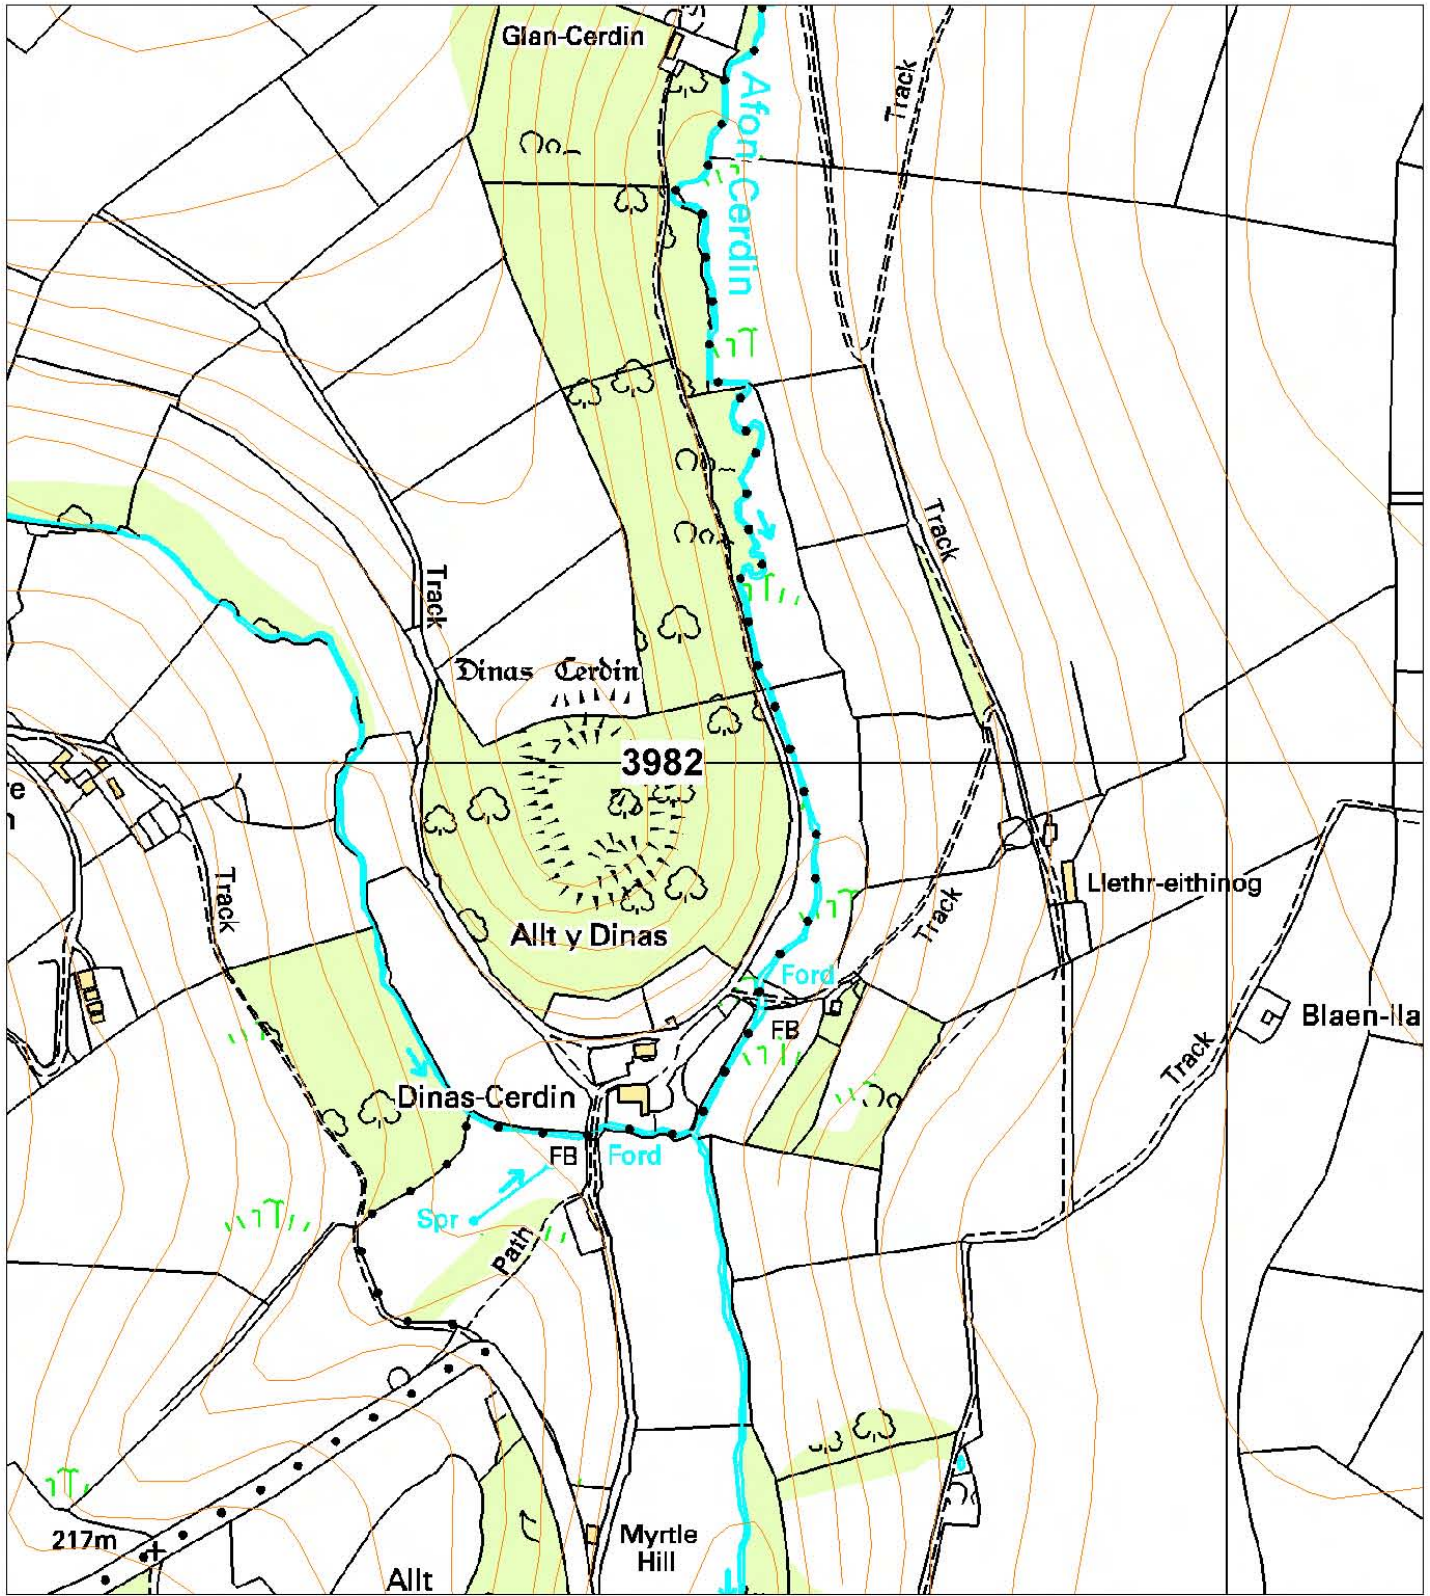 Glan-Cerdin
Track
Afon Cerdin
Track
Track
Dinas Cerdin
3982
e
Track
Llethr-eithinog
Track
Allt y Dinas
Ford
Blaen-lla
FB
Track
Dinas-Cerdin
FB
Ford
Spr
Path
217m
Myrtle
Hill
Allt